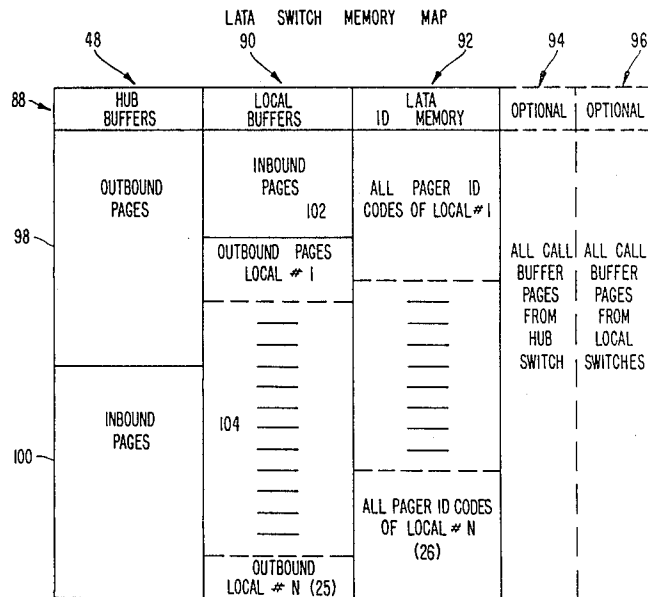 LATA SWITCH MEMORY MAP
48 90 92 94 96
88
HUB BUFFERS
LOCAL BUFFERS
LATA ID MEMORY
OPTIONAL
OPTIONAL
OUTBOUND
PAGES
98
INBOUND
PAGES
100
INBOUND
PAGES
102
OUTBOUND PAGES
LOCAL # 1
104
OUTBOUND
LOCAL # N (25)
ALL PAGER ID
CODES OF LOCAL # 1
ALL PAGER ID CODES
OF LOCAL # N
(26)
ALL CALL
BUFFER
PAGES
FROM
HUB
SWITCH
ALL CALL
BUFFER
PAGES
FROM
LOCAL
SWITCHES